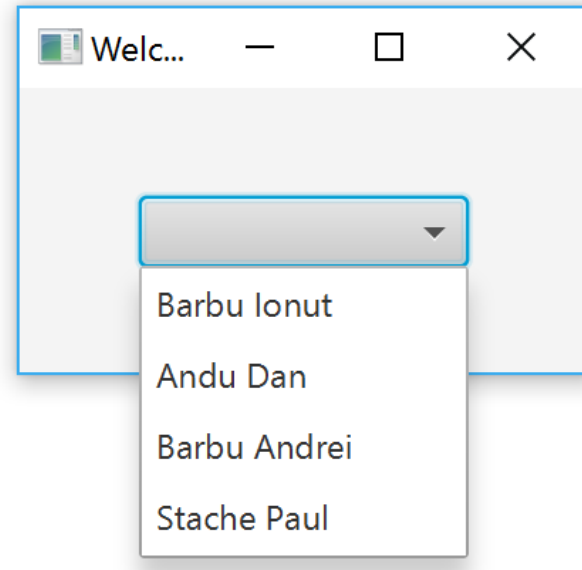 Welc...
Barbu Ionut
Andu Dan
Barbu Andrei
Stache Paul